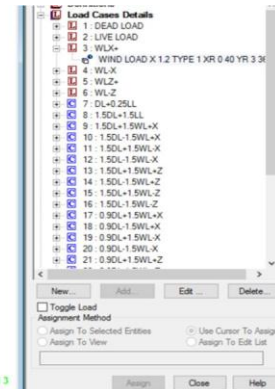 Load Cases Details
1 : DEAD LOAD
2 : LIVE LOAD
3 : WLX+
WIND LOAD X 1.2 TYPE 1 XR 0 40 YR 3 36
4 : WL-X
5 : WLZ+
6 : WL-Z
7 : DL+0.25LL
8 : 1.5DL+1.5LL
9 : 1.5DL+1.5WL+X
10 : 1.5DL-1.5WL+X
11 : 1.5DL+1.5WL-X
12 : 1.5DL-1.5WL-X
13 : 1.5DL+1.5WL+Z
14 : 1.5DL-1.5WL+Z
15 : 1.5DL+1.5WL-Z
16 : 1.5DL-1.5WL-Z
17 : 0.9DL+1.5WL+X
18 : 0.9DL-1.5WL+X
19 : 0.9DL+1.5WL-X
20 : 0.9DL-1.5WL-X
21 : 0.9DL+1.5WL+Z
New... Add... Edit ... Delete...
Toggle Load
Assignment Method
Assign To Selected Entities Use Cursor To Assig
Assign To View Assign To Edit List
Assign Close Help
3